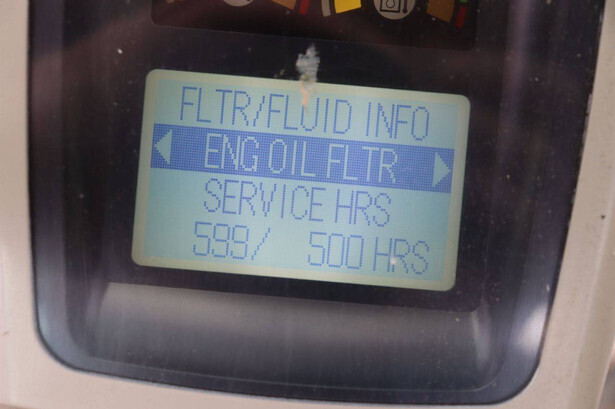 FLTR/FLUID INFO
ENG OIL FLTR
SERVICE HRS
599/ 500 HRS